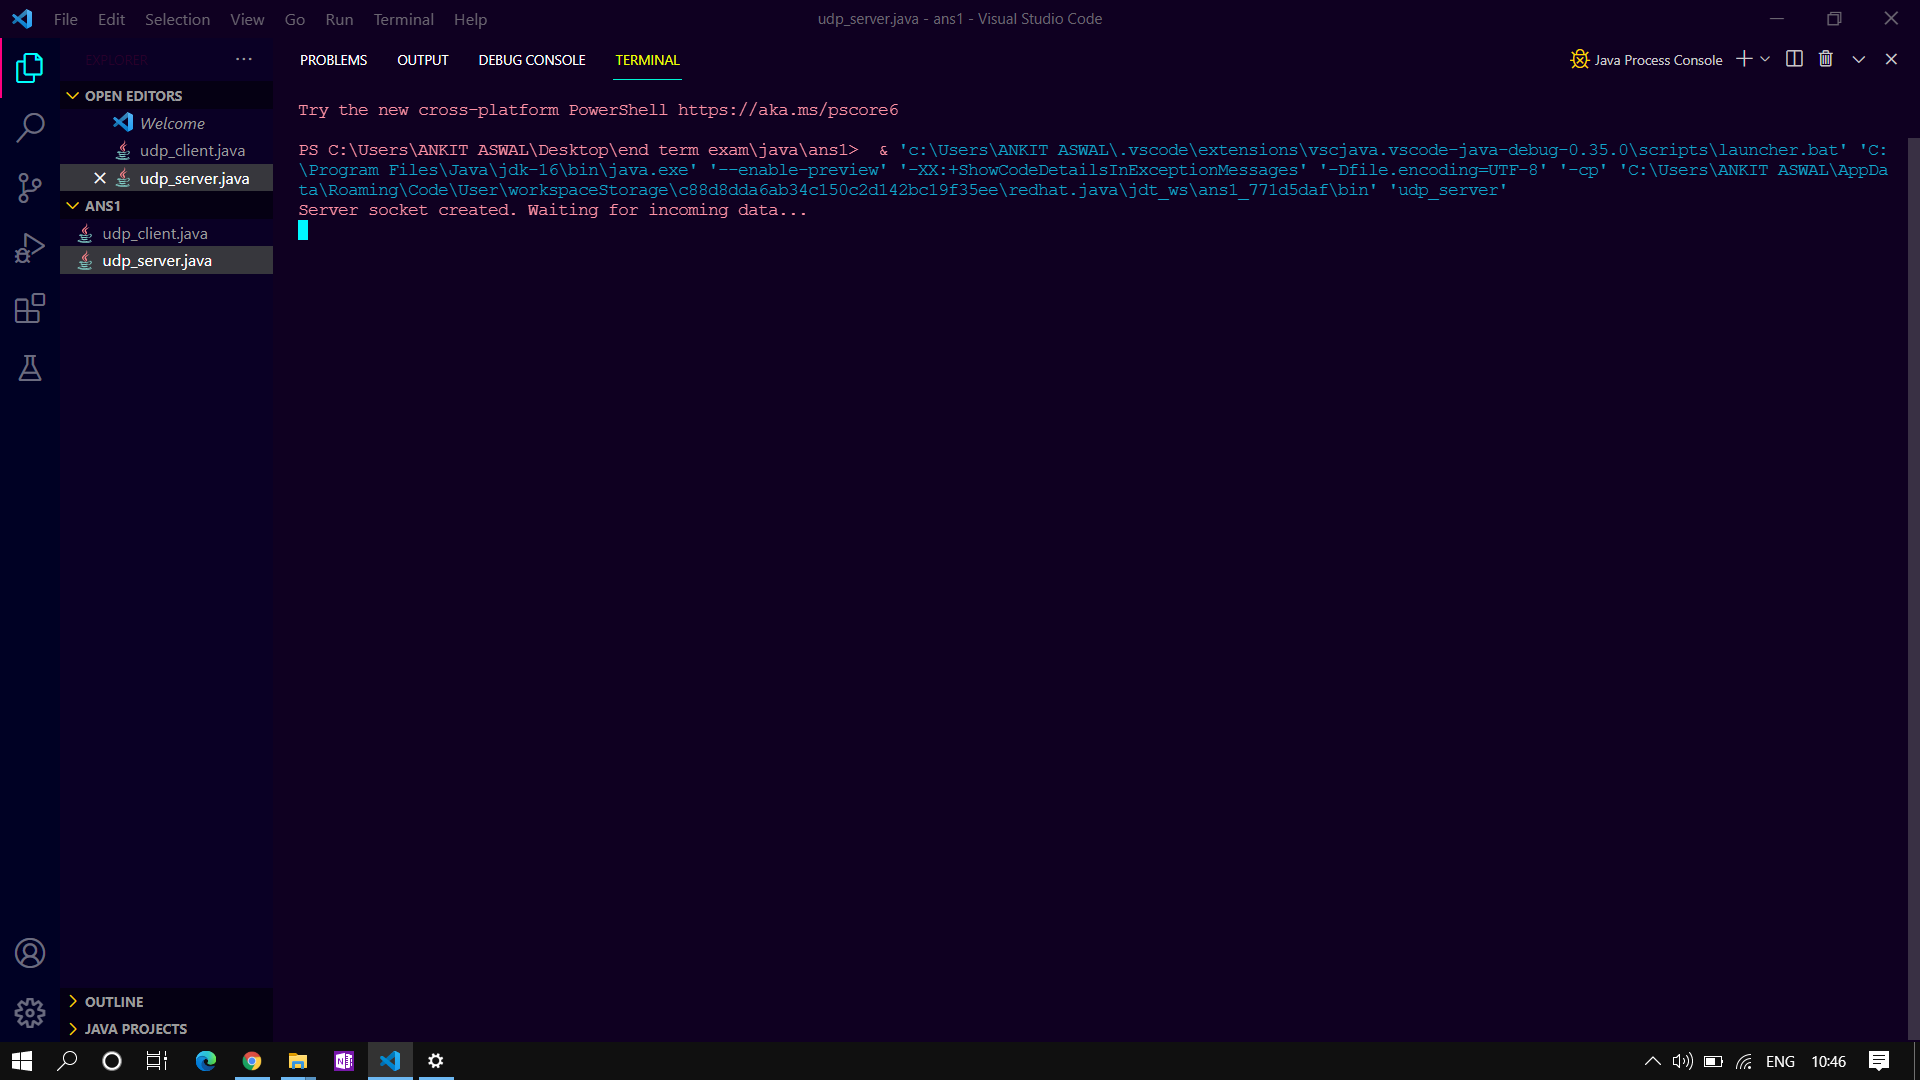 File Edit Selection View Go Run Terminal Help
udp_server.java - ans1 - Visual Studio Code
EXPLORER
OPEN EDITORS
Welcome
udp_client.java
udp_server.java
ANS1
udp_client.java
udp_server.java
OUTLINE
JAVA PROJECTS
PROBLEMS OUTPUT DEBUG CONSOLE TERMINAL
Java Process Console
Try the new cross-platform PowerShell https://aka.ms/pscore6
PS C:\Users\ANKIT ASWAL\Desktop\end term exam\java\ans1>  & 'c:\Users\ANKIT ASWAL\.vscode\extensions\vscjava.vscode-java-debug-0.35.0\scripts\launcher.bat' 'C:
\Program Files\Java\jdk-16\bin\java.exe' '--enable-preview' '-XX:+ShowCodeDetailsInExceptionMessages' '-Dfile.encoding=UTF-8' '-cp' 'C:\Users\ANKIT ASWAL\AppDa
ta\Roaming\Code\User\workspaceStorage\c88d8dda6ab34c150c2d142bc19f35ee\redhat.java\jdt_ws\ans1_771d5daf\bin' 'udp_server'
Server socket created. Waiting for incoming data...
ENG 10:46